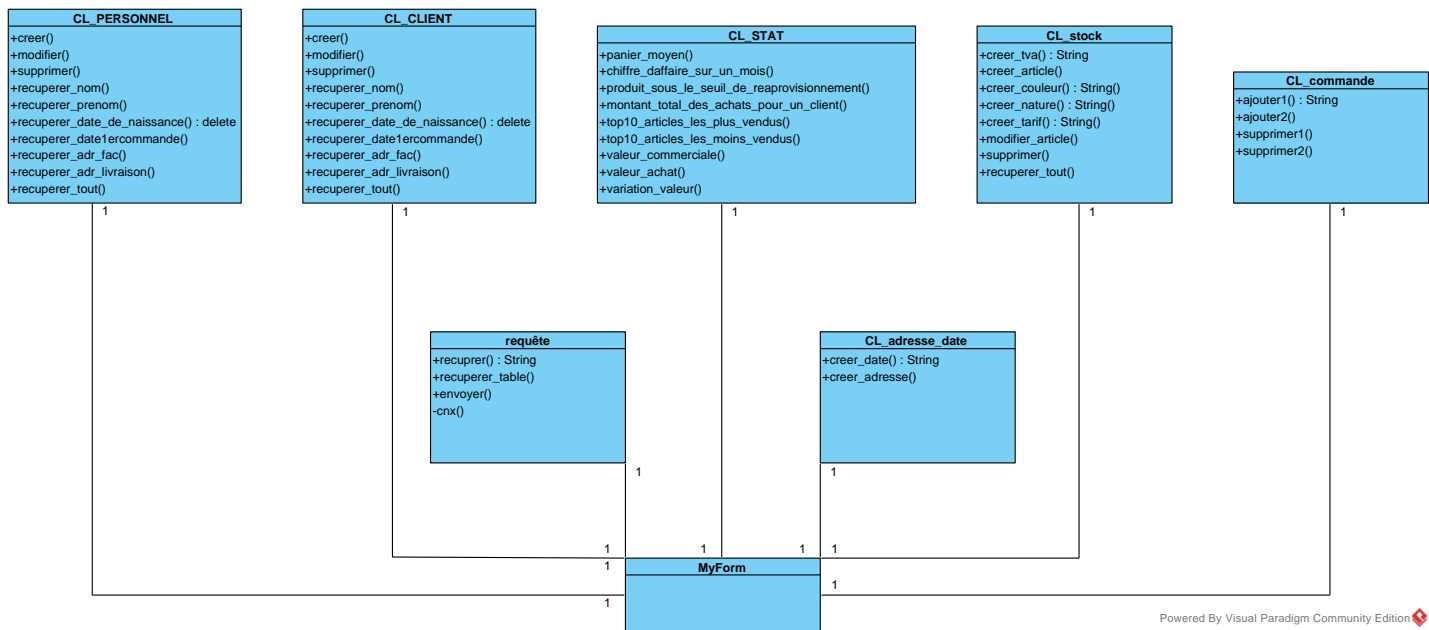 CL_PERSONNEL
+creer()
+modifier()
+supprimer()
+recuperer_nom()
+recuperer_prenom()
+recuperer_date_de_naissance() : delete
+recuperer_date1ercommande()
+recuperer_adr_fac()
+recuperer_adr_livraison()
+recuperer_tout()
1
CL_CLIENT
+creer()
+modifier()
+supprimer()
+recuperer_nom()
+recuperer_prenom()
+recuperer_date_de_naissance() : delete
+recuperer_date1ercommande()
+recuperer_adr_fac()
+recuperer_adr_livraison()
+recuperer_tout()
1
CL_STAT
+panier_moyen()
+chiffre_daffaire_sur_un_mois()
+produit_sous_le_seuil_de_reaprovisionnement()
+montant_total_des_achats_pour_un_client()
+top10_articles_les_plus_vendus()
+top10_articles_les_moins_vendus()
+valeur_commerciale()
+valeur_achat()
+variation_valeur()
1
CL_stock
+creer_tva() : String
+creer_article()
+creer_couleur() : String()
+creer_nature() : String()
+creer_tarif() : String()
+modifier_article()
+supprimer()
+recuperer_tout()
1
CL_commande
+ajouter1() : String
+ajouter2()
+supprimer1()
+supprimer2()
1
requête
+recuprer() : String
+recuperer_table()
+envoyer()
-cnx()
1
CL_adresse_date
+creer_date() : String
+creer_adresse()
1
1
1
1
1
1
MyForm
1
1
Powered By Visual Paradigm Community Edition